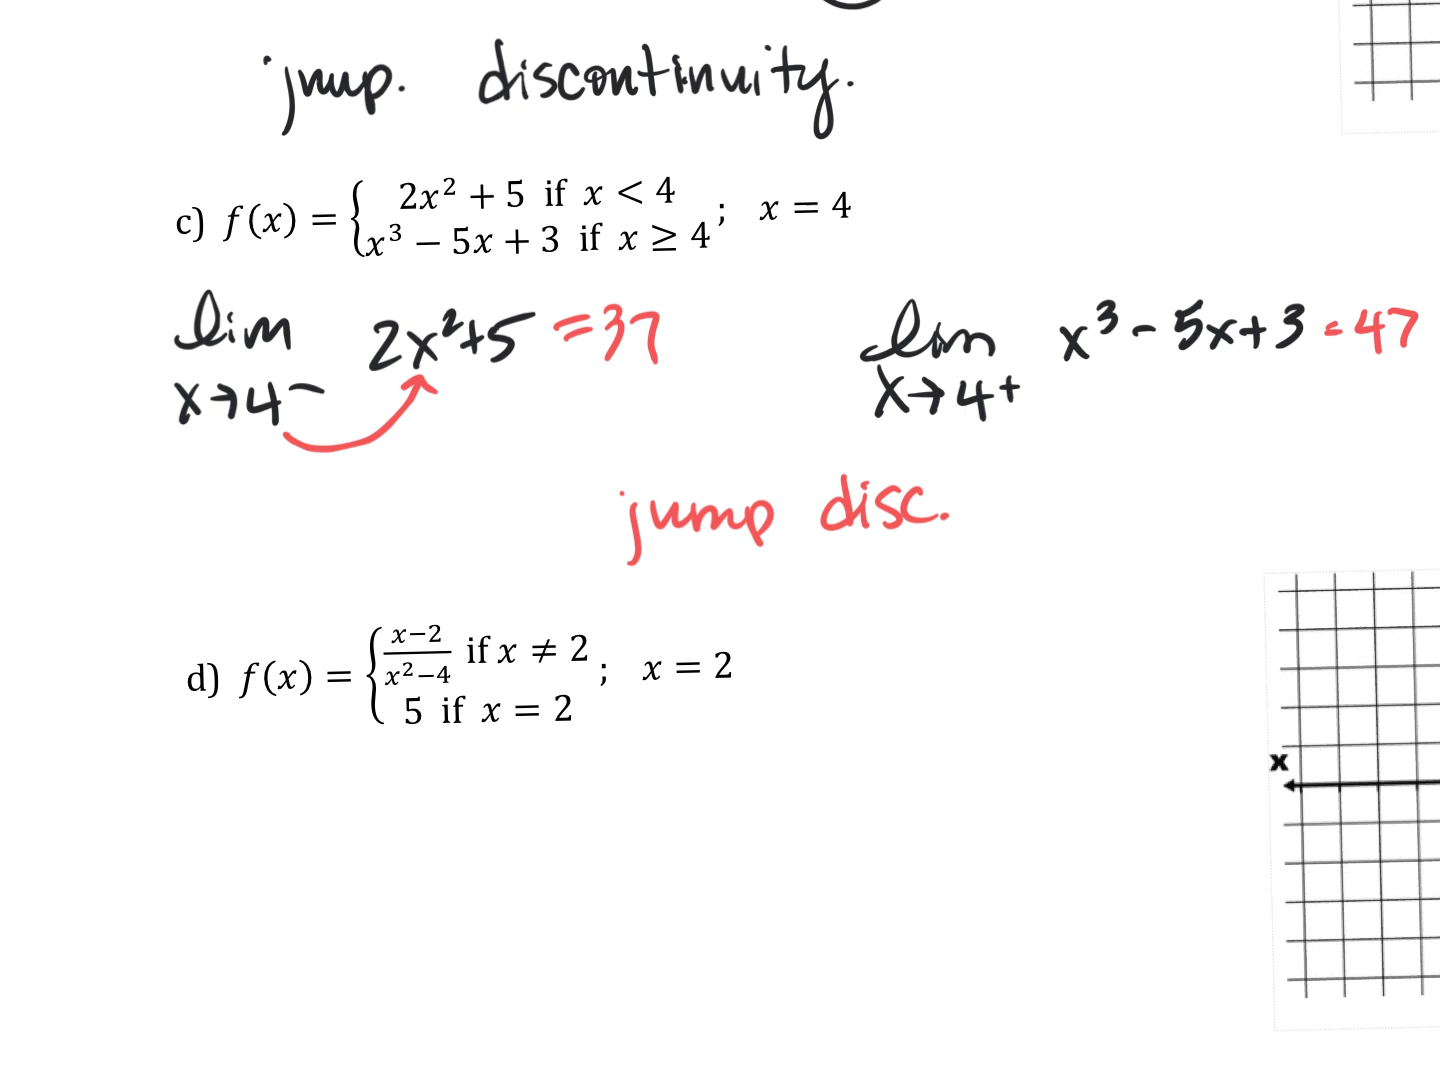 jump. discontinuity.
c) f(x) = { 2x² + 5 if x < 4
x³ − 5x + 3 if x ≥ 4 ; x = 4
lim 2x²+5 =37 lim x³ - 5x+3 = 47
x→4⁻ x→4⁺
jump disc.
d) f(x) = { x−2/x²−4 if x ≠ 2
5 if x = 2 ; x = 2
x